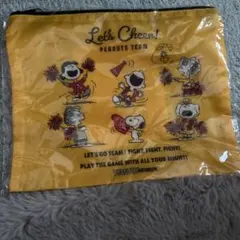 Let's Cheer!
PEANUTS TEAM
LET'S GO TEAM! FIGHT, FIGHT, FIGHT!
PLAY THE GAME WITH ALL YOUR MIGHT!